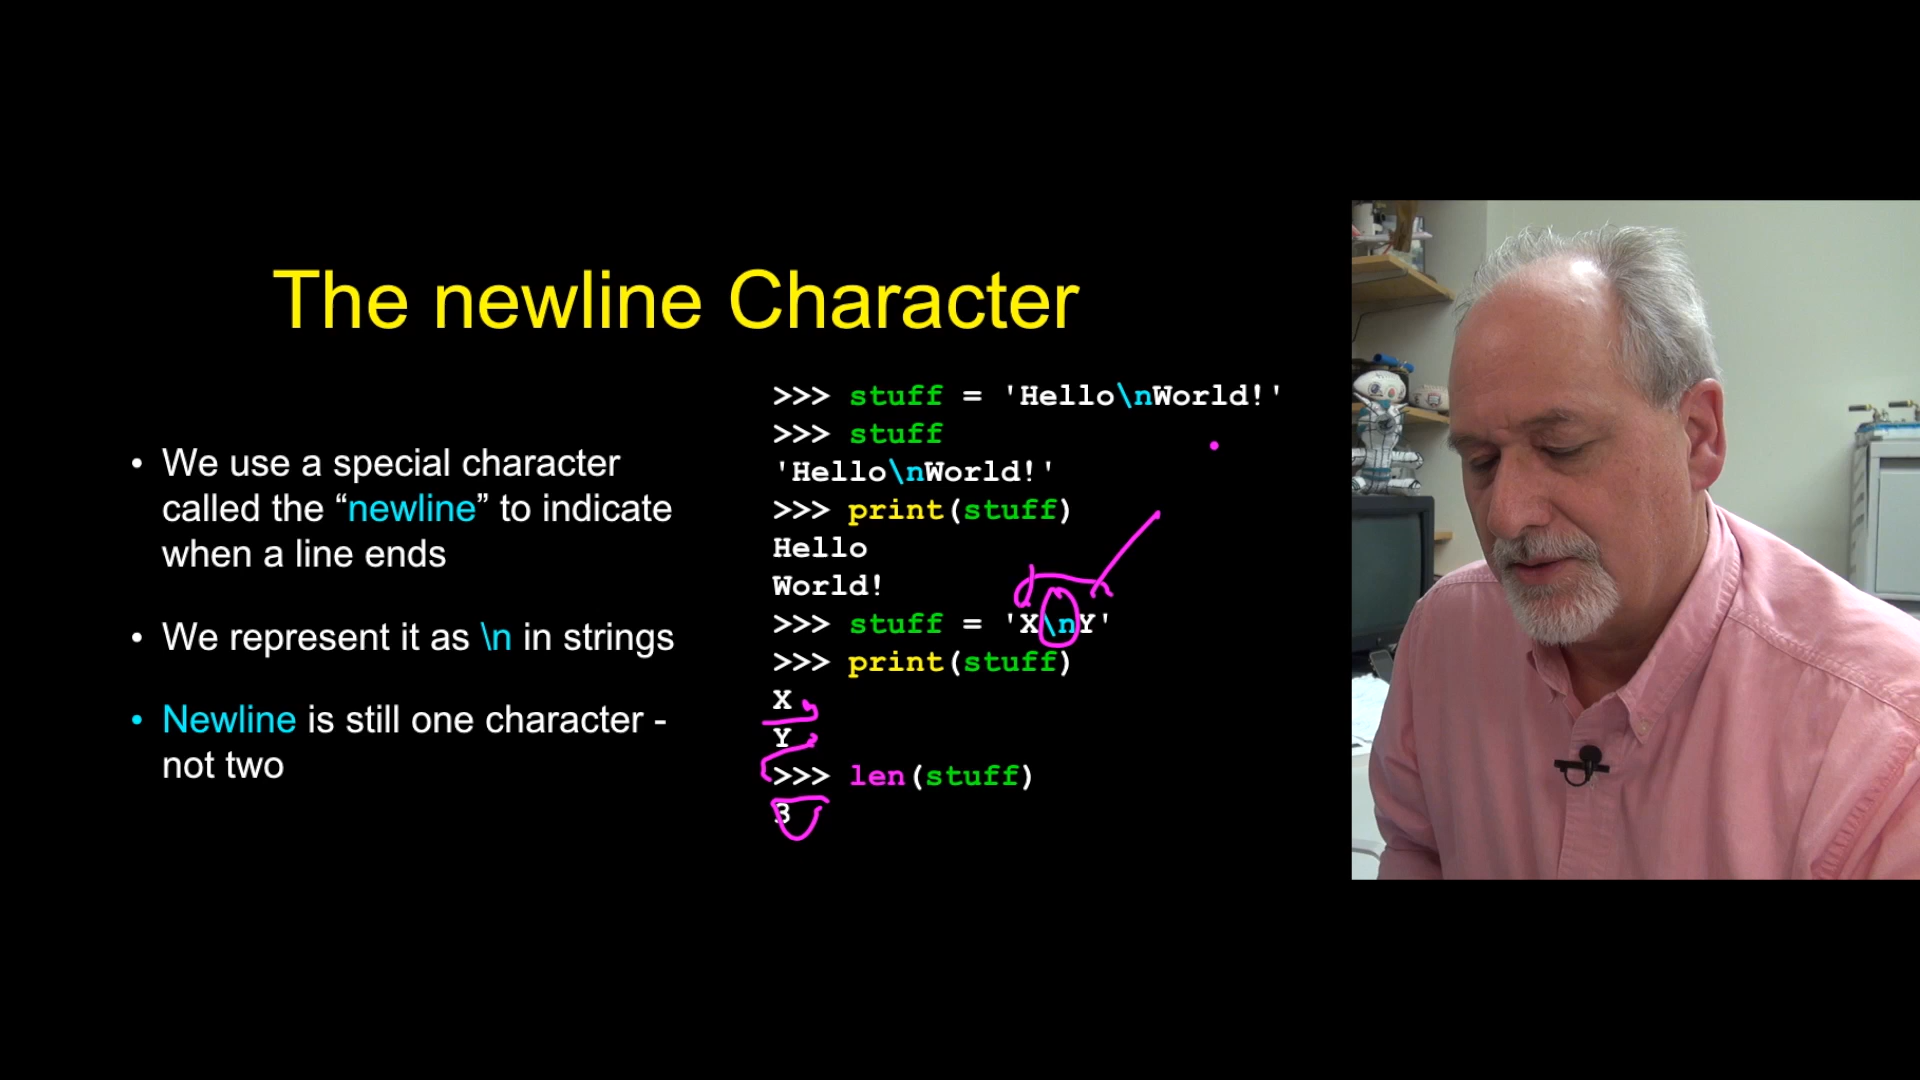 The newline Character
• We use a special character
called the “newline” to indicate
when a line ends
• We represent it as \n in strings
• Newline is still one character -
not two
>>> stuff = 'Hello\nWorld!'
>>> stuff
'Hello\nWorld!'
>>> print(stuff)
Hello
World!
>>> stuff = 'X\nY'
>>> print(stuff)
X
Y
>>> len(stuff)
3